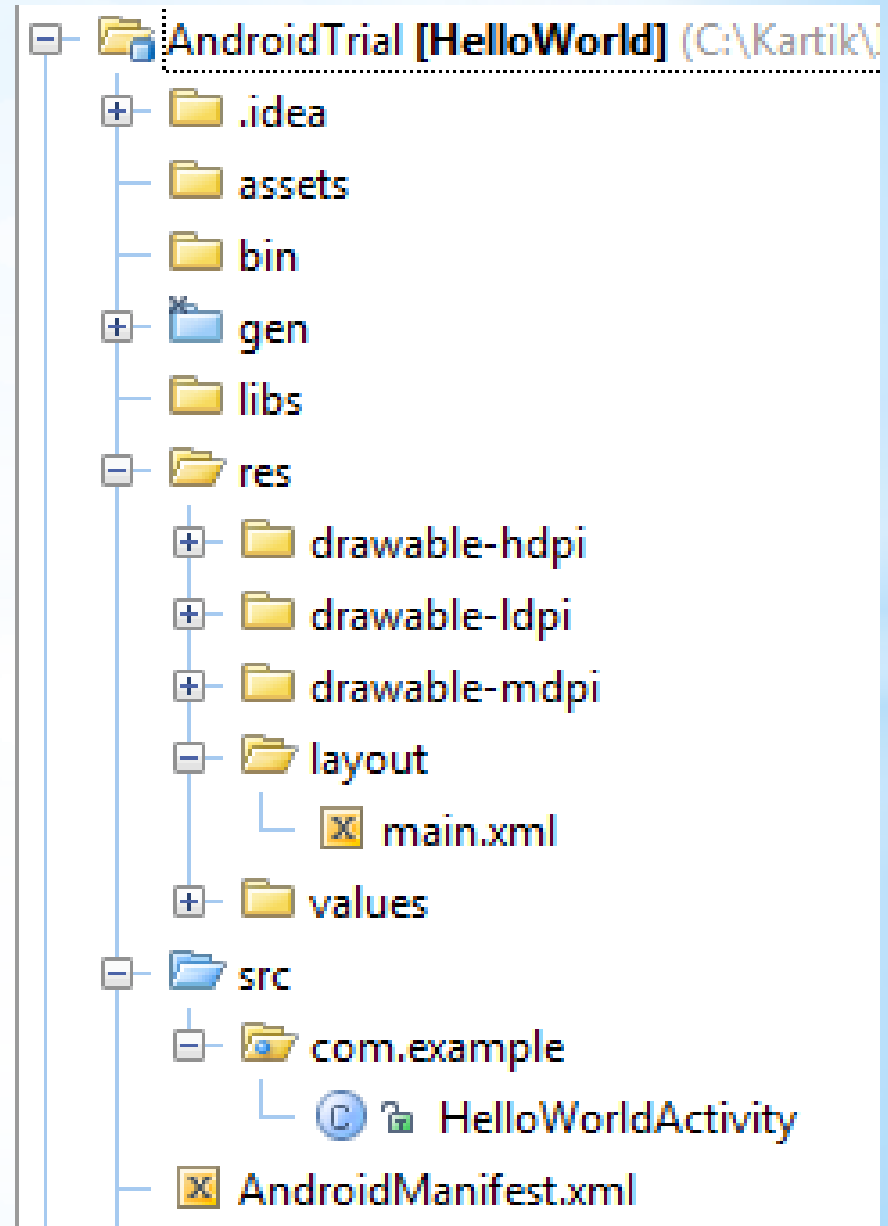 AndroidTrial [HelloWorld] (C:\Kartik\
.idea
assets
bin
gen
libs
res
drawable-hdpi
drawable-ldpi
drawable-mdpi
layout
main.xml
values
src
com.example
HelloWorldActivity
AndroidManifest.xml